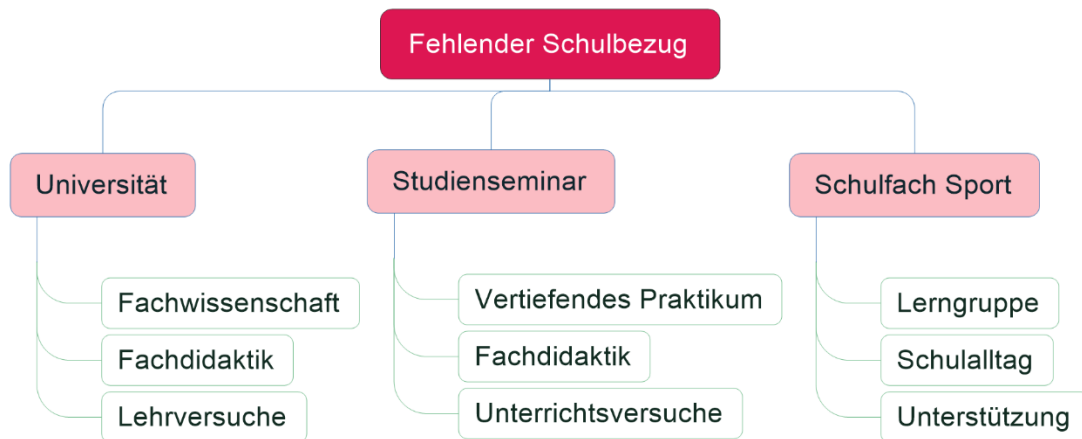 Fehlender Schulbezug
Universität
Studienseminar
Schulfach Sport
Fachwissenschaft
Fachdidaktik
Lehrversuche
Vertiefendes Praktikum
Fachdidaktik
Unterrichtsversuche
Lerngruppe
Schulalltag
Unterstützung